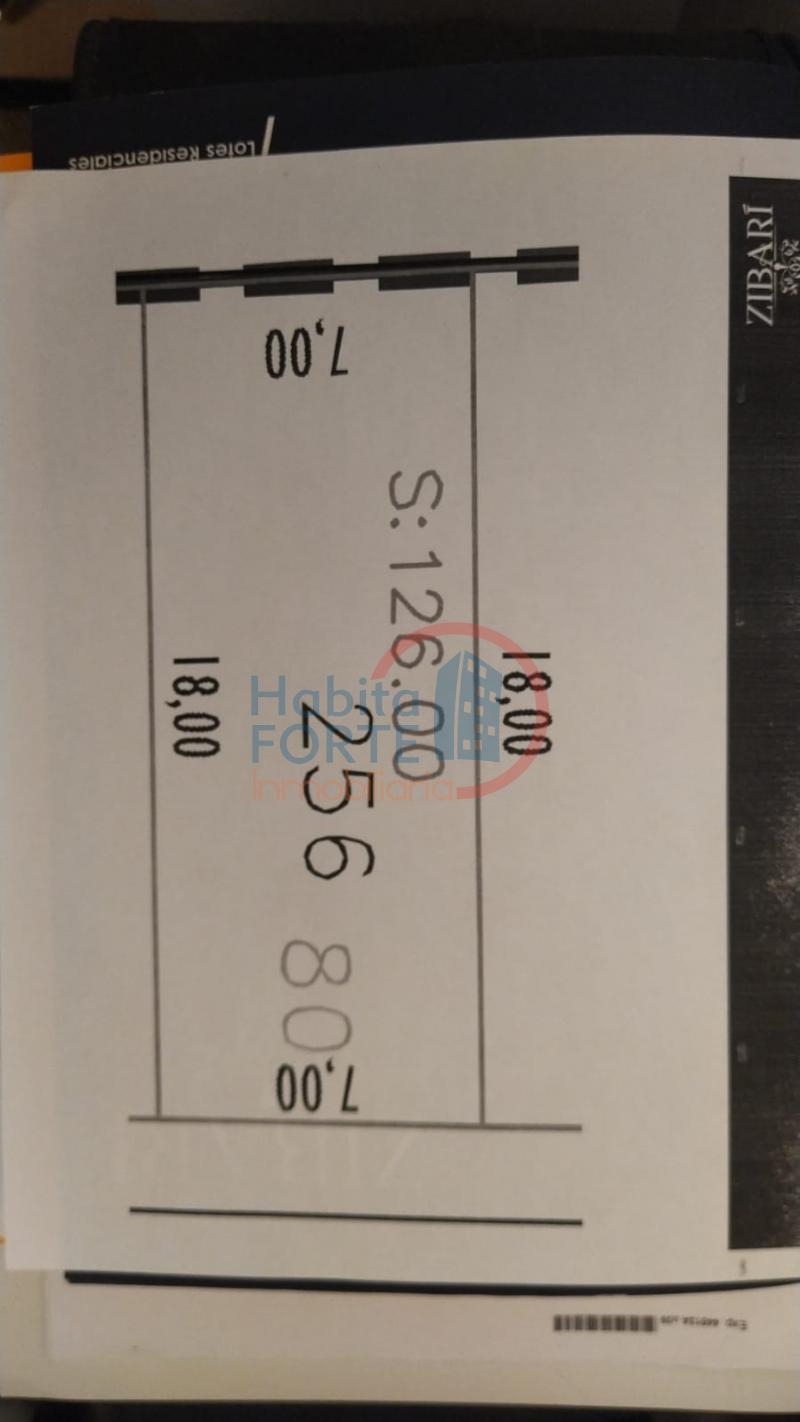 Lotes Residenciales
ZIBARÍ
7,00
S:126.00
18,00
18,00
256
80
7,00
Habita
FORTE
Inmobiliaria